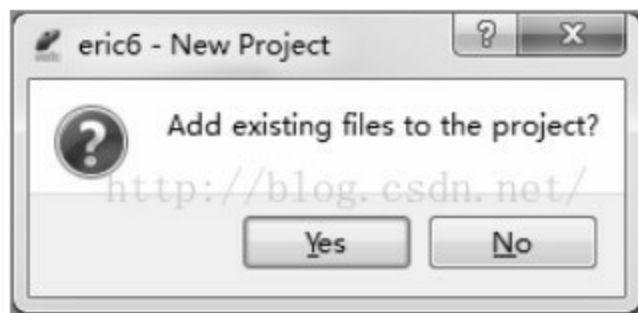 eric6 - New Project
Add existing files to the project?
http://blog.csdn.net/
Yes
No